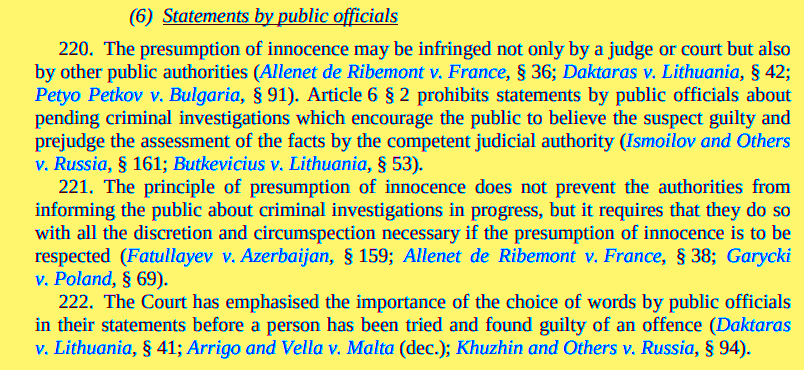 (6) Statements by public officials
220. The presumption of innocence may be infringed not only by a judge or court but also
by other public authorities (Allenet de Ribemont v. France, § 36; Daktaras v. Lithuania, § 42;
Petyo Petkov v. Bulgaria, § 91). Article 6 § 2 prohibits statements by public officials about
pending criminal investigations which encourage the public to believe the suspect guilty and
prejudge the assessment of the facts by the competent judicial authority (Ismoilov and Others
v. Russia, § 161; Butkevicius v. Lithuania, § 53).
221. The principle of presumption of innocence does not prevent the authorities from
informing the public about criminal investigations in progress, but it requires that they do so
with all the discretion and circumspection necessary if the presumption of innocence is to be
respected (Fatullayev v. Azerbaijan, § 159; Allenet de Ribemont v. France, § 38; Garycki
v. Poland, § 69).
222. The Court has emphasised the importance of the choice of words by public officials
in their statements before a person has been tried and found guilty of an offence (Daktaras
v. Lithuania, § 41; Arrigo and Vella v. Malta (dec.); Khuzhin and Others v. Russia, § 94).